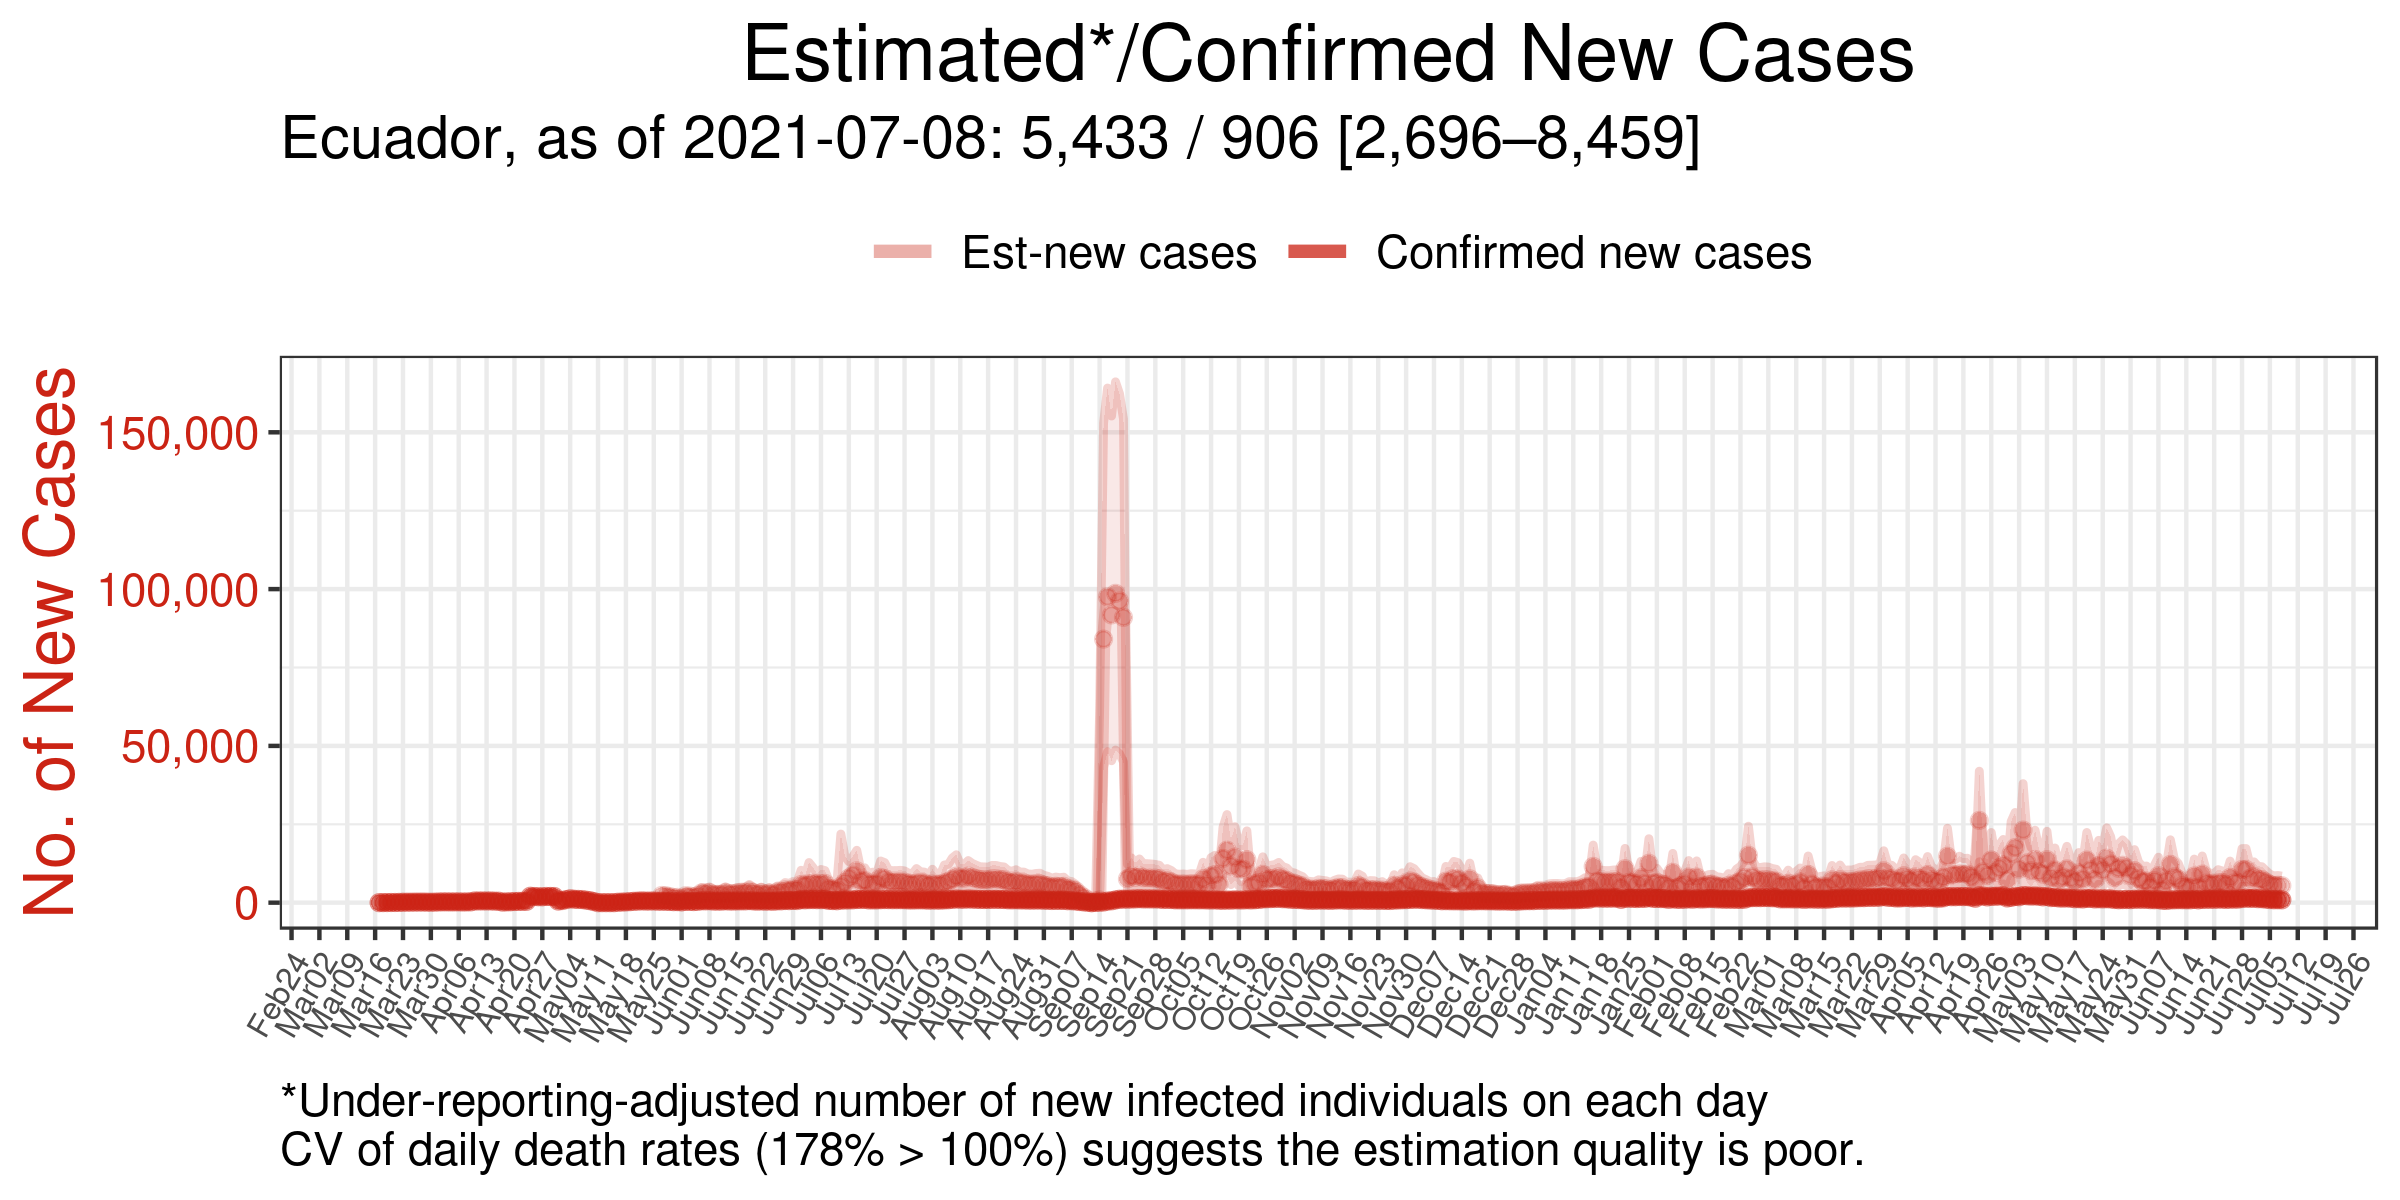 Estimated*/Confirmed New Cases
Ecuador, as of 2021-07-08: 5,433 / 906 [2,696–8,459]
Est-new cases Confirmed new cases
No. of New Cases
150,000
100,000
50,000
0
Feb24 Mar02 Mar09 Mar16 Mar23 Mar30 Apr06 Apr13 Apr20 Apr27 May04 May11 May18 May25 Jun01 Jun08 Jun15 Jun22 Jun29 Jul06 Jul13 Jul20 Jul27 Aug03 Aug10 Aug17 Aug24 Aug31 Sep07 Sep14 Sep21 Sep28 Oct05 Oct12 Oct19 Oct26 Nov02 Nov09 Nov16 Nov23 Nov30 Dec07 Dec14 Dec21 Dec28 Jan04 Jan11 Jan18 Jan25 Feb01 Feb08 Feb15 Feb22 Mar01 Mar08 Mar15 Mar22 Mar29 Apr05 Apr12 Apr19 Apr26 May03 May10 May17 May24 May31 Jun07 Jun14 Jun21 Jun28 Jul05 Jul12 Jul19 Jul26
*Under-reporting-adjusted number of new infected individuals on each day
CV of daily death rates (178% > 100%) suggests the estimation quality is poor.